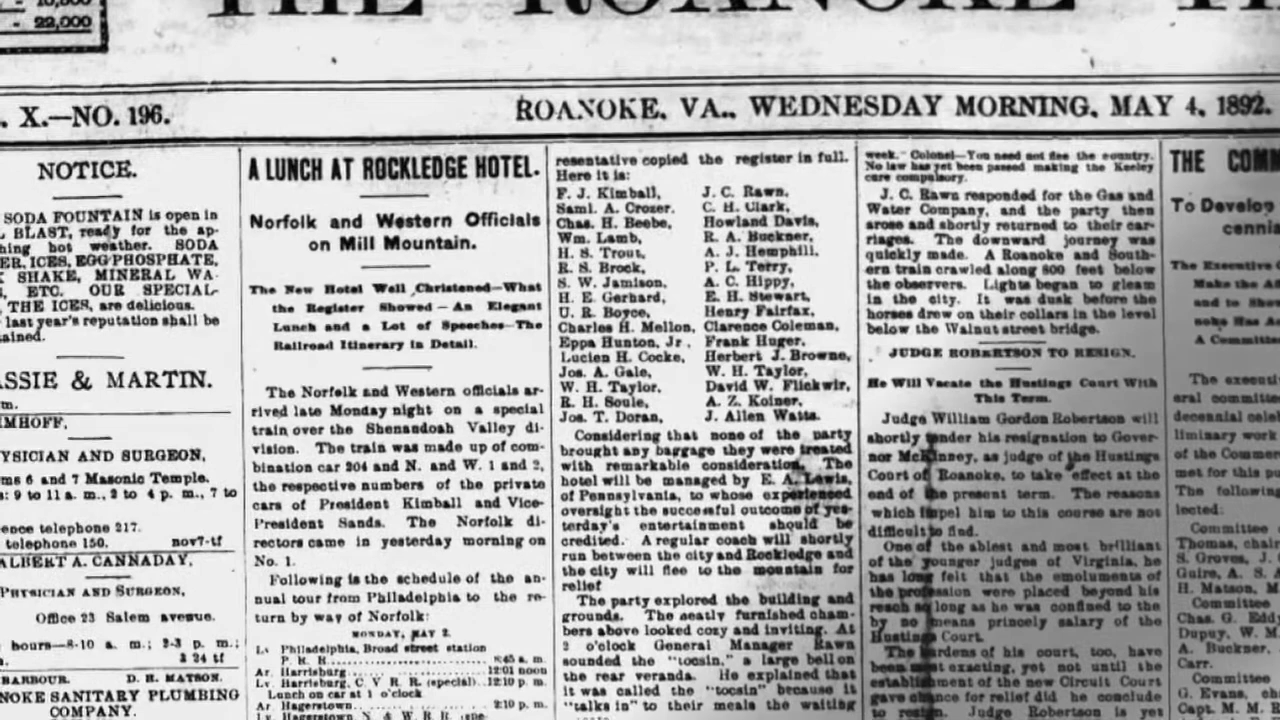 10,000
- 22,000
THE ROANOKE
. X.—NO. 196.
ROANOKE, VA., WEDNESDAY MORNING, MAY 4, 1892.
NOTICE.
SODA FOUNTAIN is open in
BLAST, ready for the ap-
hing hot weather. SODA
ER, ICES, EGG PHOSPHATE,
SHAKE, MINERAL WA-
, ETC. OUR SPECIAL-
THE ICES, are delicious.
last year's reputation shall be
ained.
ASSIE & MARTIN.
m.
IMHOFF,
YSICIAN AND SURGEON,
ms 6 and 7 Masonic Temple.
s: 9 to 11 a. m., 2 to 4 p. m., 7 to
ence telephone 217.
telephone 150. nov7-tf
ALBERT A. CANNADAY,
PHYSICIAN AND SURGEON,
Office 23 Salem avenue.
hours—8-10 a. m.; 2-3 p. m.;
3 24 tf
BARBOUR. D. H. MATSON.
NOKE SANITARY PLUMBING
COMPANY.
A LUNCH AT ROCKLEDGE HOTEL.
Norfolk and Western Officials
on Mill Mountain.
The New Hotel Well Christened—What
the Register Showed—An Elegant
Lunch and a Lot of Speeches—The
Railroad Itinerary in Detail.
The Norfolk and Western officials ar-
rived late Monday night on a special
train over the Shenandoah Valley di-
vision. The train was made up of com-
bination car 204 and N. and W. 1 and 2,
the respective numbers of the private
cars of President Kimball and Vice-
President Sands. The Norfolk di-
rectors came in yesterday morning on
No. 1.
Following is the schedule of the an-
nual tour from Philadelphia to the re-
turn by way of Norfolk:
MONDAY, MAY 2.
Lv Philadelphia, Broad street station
P. R. R. 8:45 a. m.
Ar. Harrisburg 12:01 noon
Lv. Harrisburg, C. V. R. R. (special) 12:10 p. m.
Lunch on car at 1 o'clock
Ar. Hagerstown 2:10 p. m.
Lv. Hagerstown, N. & W. R. R. (spe-
resentative copied the register in full.
Here it is:
F. J. Kimball, J. C. Rawn,
Saml. A. Crozer, C. H. Clark,
Chas. H. Beebe, Howland Davis,
Wm. Lamb, R. A. Buckner,
H. S. Trout, A. J. Hemphill,
R. S. Brock, P. L. Terry,
S. W. Jamison, A. C. Hippy,
H. E. Gerhard, E. H. Stewart,
U. R. Boyce, Henry Fairfax,
Charles H. Mellon, Clarence Coleman,
Eppa Hunton, Jr., Frank Huger,
Lucien H. Cocke, Herbert J. Browne,
Jos. A. Gale, W. H. Taylor,
W. H. Taylor, David W. Flickwir,
R. H. Soule, A. Z. Koiner,
Jos. T. Doran, J. Allen Watts.
Considering that none of the party
brought any baggage they were treated
with remarkable consideration. The
hotel will be managed by E. A. Lewis,
of Pennsylvania, to whose experienced
oversight the successful outcome of yes-
terday's entertainment should be
credited. A regular coach will shortly
run between the city and Rockledge and
the city will flee to the mountain for
relief
The party explored the building and
grounds. The neatly furnished cham-
bers above looked cozy and inviting. At
2 o'clock General Manager Rawn
sounded the "tocsin," a large bell on
the rear veranda. He explained that
it was called the "tocsin" because it
"talks in" to their meals the waiting
week." Colonel—You need not flee the country.
No law has yet been passed making the Keeley
cure compulsory.
J. C. Rawn responded for the Gas and
Water Company, and the party then
arose and shortly returned to their car-
riages. The downward journey was
quickly made. A Roanoke and South-
ern train crawled along 800 feet below
the observers. Lights began to gleam
in the city. It was dusk before the
horses drew on their collars in the level
below the Walnut street bridge.
JUDGE ROBERTSON TO RESIGN.
He Will Vacate the Hustings Court With
This Term.
Judge William Gordon Robertson will
shortly tender his resignation to Gover-
nor McKinney, as judge of the Hustings
Court of Roanoke, to take effect at the
end of the present term. The reasons
which impel him to this course are not
difficult to find.
One of the ablest and most brilliant
of the younger judges of Virginia, he
has long felt that the emoluments of
the profession were placed beyond his
reach so long as he was confined to the
by no means princely salary of the
Hustings Court.
The burdens of his court, too, have
been most exacting, yet not until the
establishment of the new Circuit Court
gave chance for relief did he conclude
to resign. Judge Robertson is yet
THE COMM
To Develop
cennia
The Executive C
Make the Ar
and to Show
noke Has A
A Committee
The executi
eral committe
decennial cele
liminary work
of the Commer
met for this pu
The following
lected:
Committee
Thomas, chair
S. Groves, J.
Guire, A. S. A
H. Matson, M
Committee
Chas. G. Edd
Dupuy, W. M
A. Buckner,
Carr.
Committee
G. Evans, ch
Capt. M. M. R